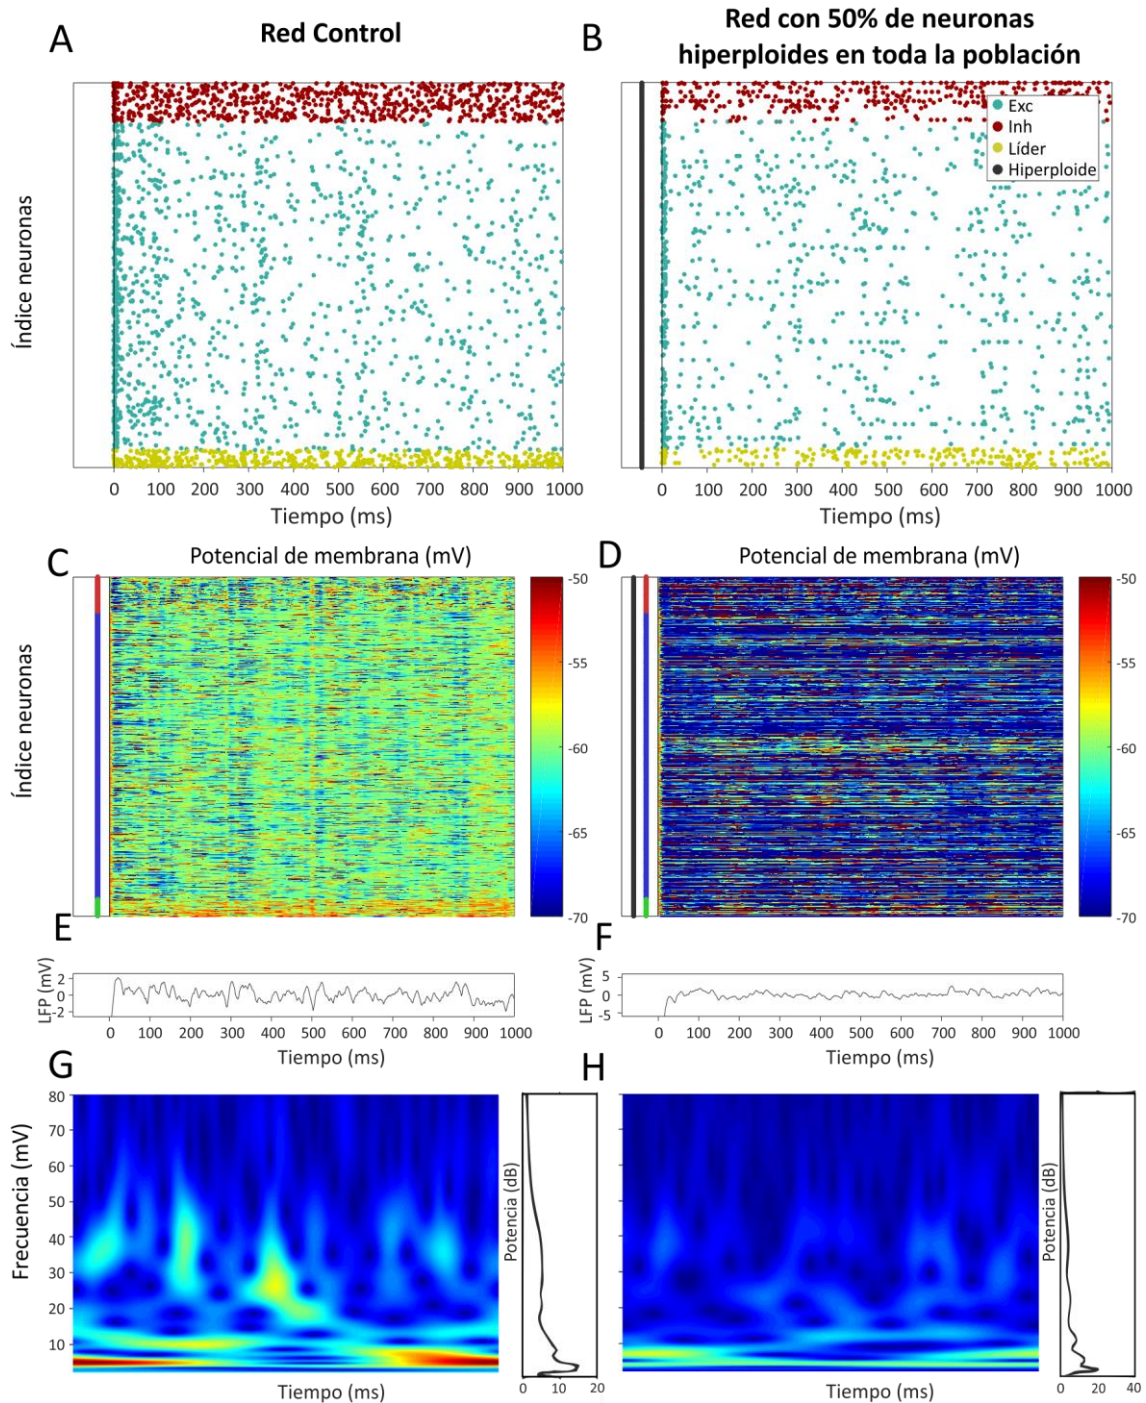 A
Red Control
B
Red con 50% de neuronas
hiperploides en toda la población
Exc
Inh
Líder
Hiperploide
Índice neuronas
0 100 200 300 400 500 600 700 800 900 1000
Tiempo (ms)
0 100 200 300 400 500 600 700 800 900 1000
Tiempo (ms)
C
Potencial de membrana (mV)
D
Potencial de membrana (mV)
Índice neuronas
-50
-55
-60
-65
-70
-50
-55
-60
-65
-70
E
LFP (mV)
2
0
-2
0 100 200 300 400 500 600 700 800 900 1000
Tiempo (ms)
F
LFP (mV)
5
0
-5
0 100 200 300 400 500 600 700 800 900 1000
Tiempo (ms)
G
Frecuencia (mV)
80
70
60
50
40
30
20
10
Tiempo (ms)
Potencia (dB)
0 10 20
H
Tiempo (ms)
Potencia (dB)
0 20 40